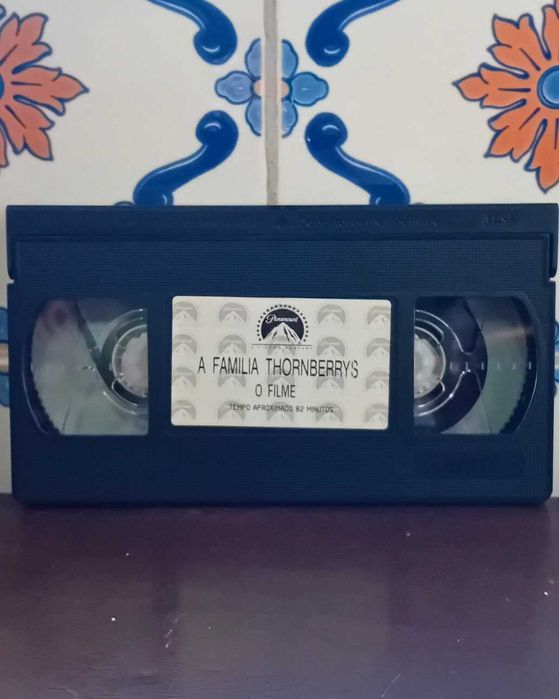 Paramount
A FAMILIA THORNBERRYS
O FILME
TEMPO APROXIMADO 82 MINUTOS
VHS